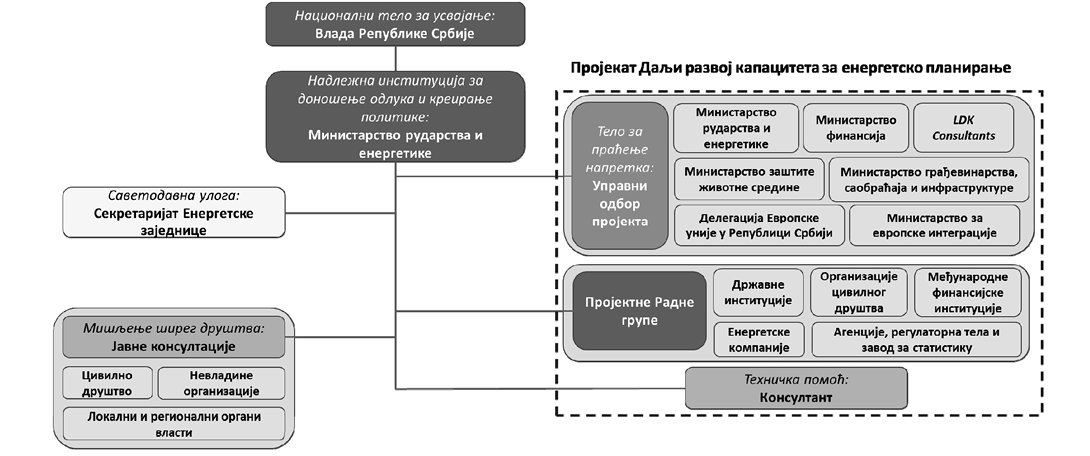 Национални тело за усвајање:
Влада Републике Србије
Надлежна институција за
доношење одлука и креирање
политике:
Министарство рударства и
енергетике
Саветодавна улога:
Секретаријат Енергетске
заједнице
Мишљење ширег друштва:
Јавне консултације
Цивилно
друштво
Невладине
организације
Локални и регионални органи
власти
Пројекат Даљи развој капацитета за енергетско планирање
Тело за
праћење
напретка:
Управни
одбор
пројекта
Министарство
рударства и
енергетике
Министарство
финансија
LDK
Consultants
Министарство заштите
животне средине
Министарство грађевинарства,
саобраћаја и инфраструктуре
Делегација Европске
уније у Републици Србији
Министарство за
европске интеграције
Пројектне Радне
групе
Државне
институције
Организације
цивилног
друштва
Међународне
финансијске
институције
Енергетске
компаније
Агенције, регулаторна тела и
завод за статистику
Техничка помоћ:
Консултант